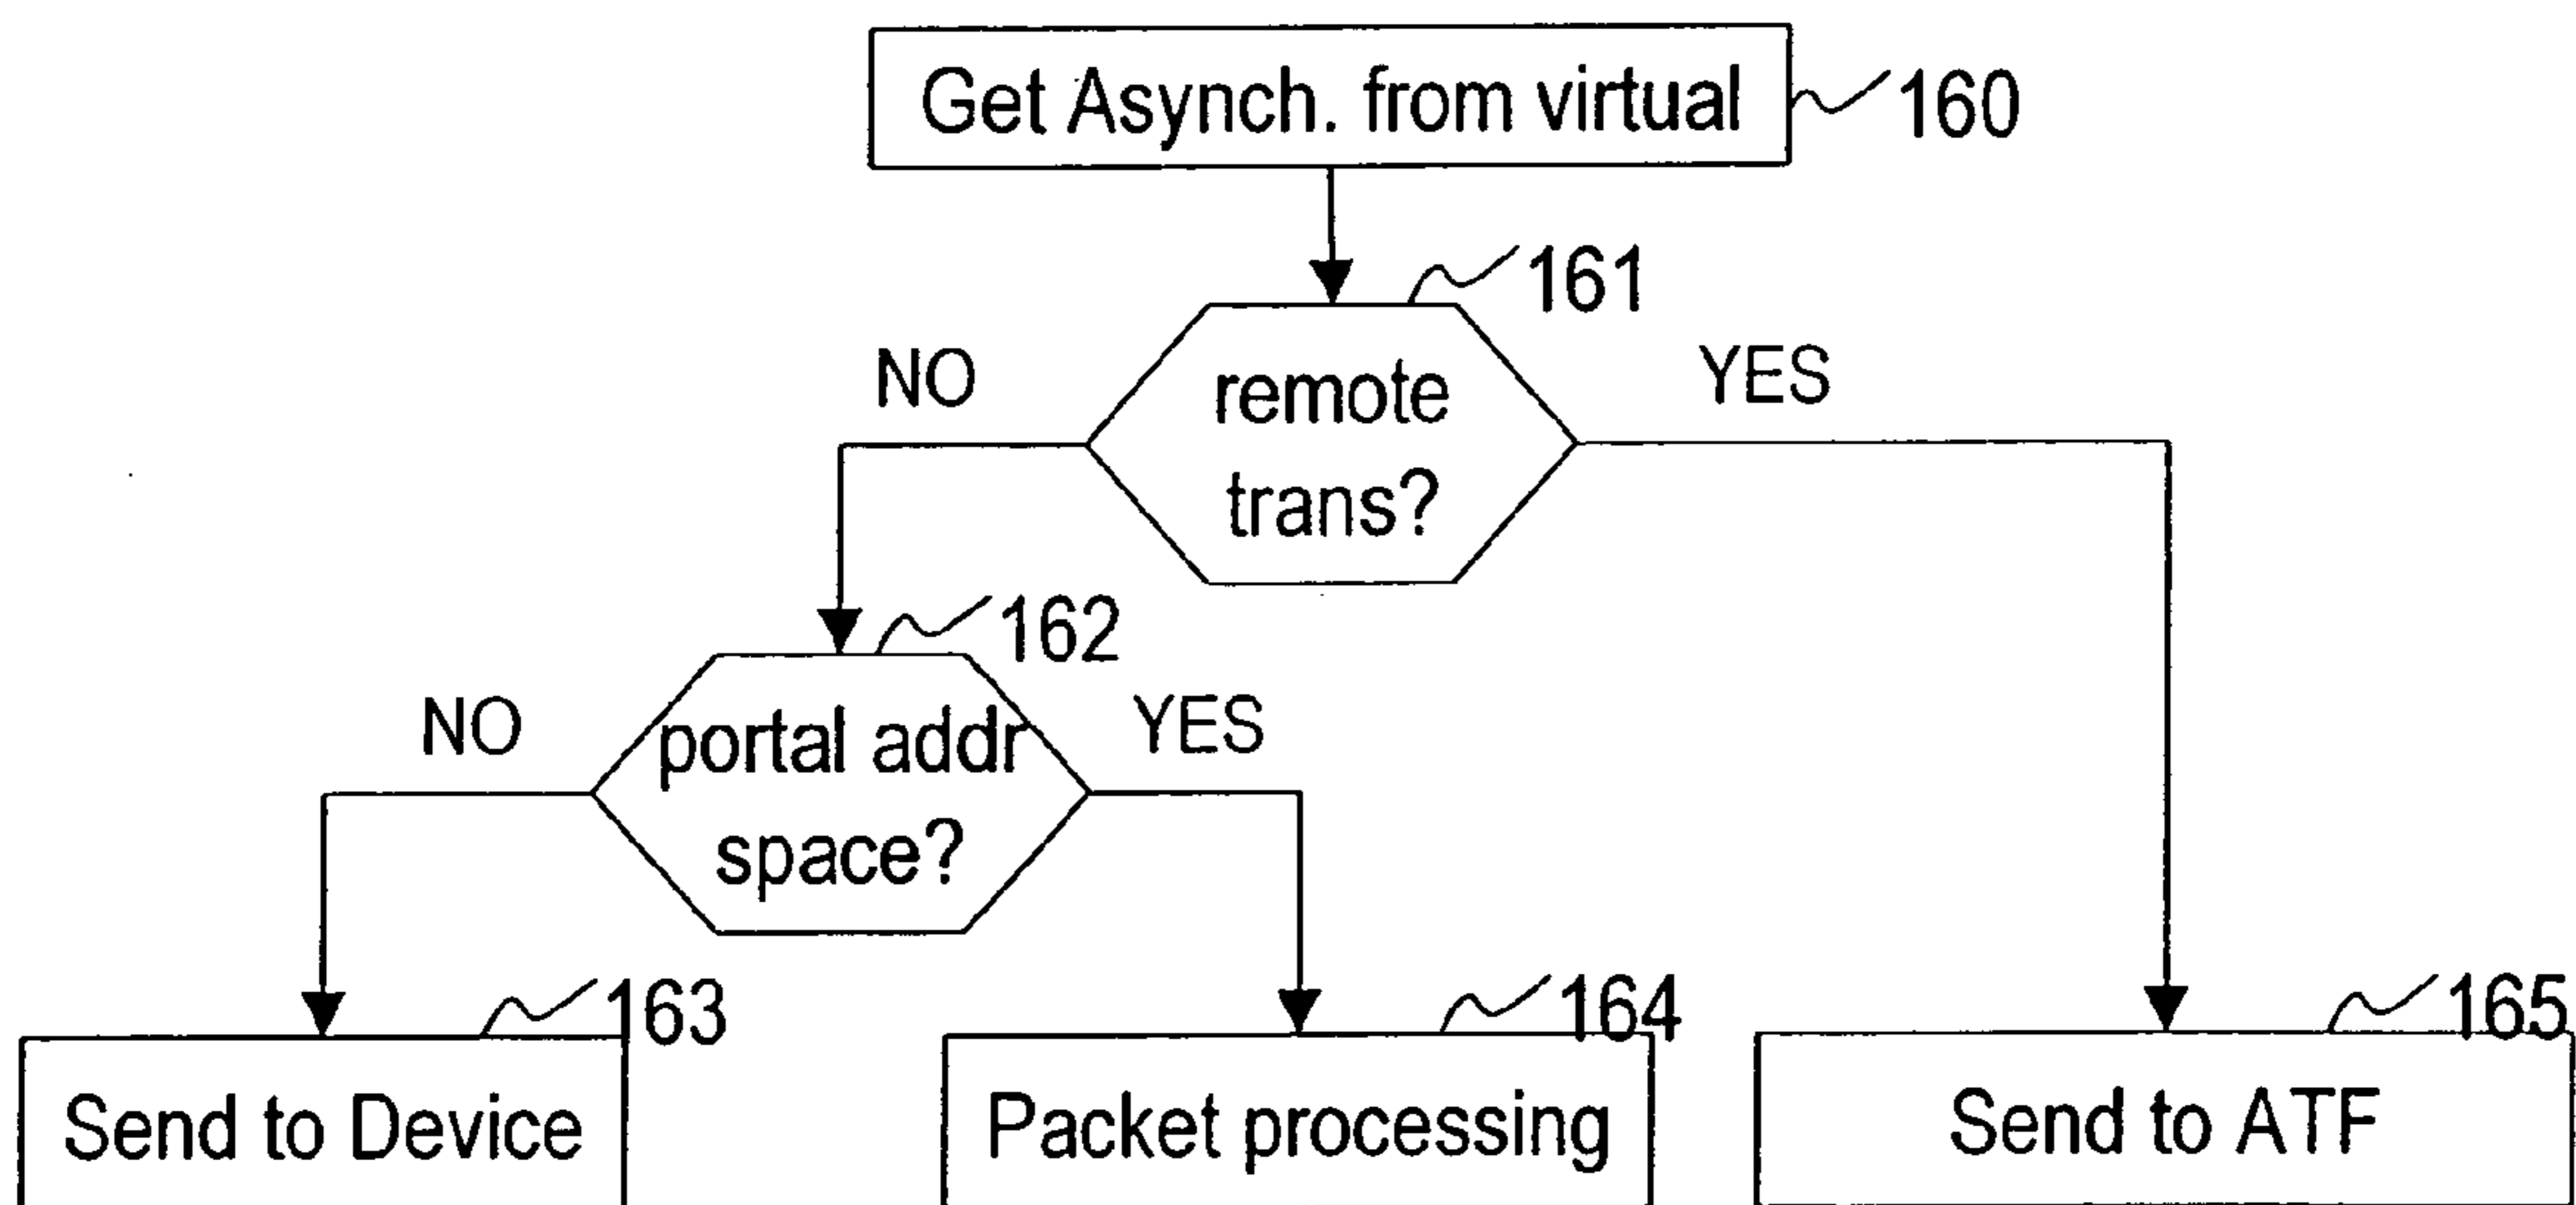 Get Asynch. from virtual
160
161
NO
remote
trans?
YES
162
NO
portal addr
space?
YES
163
164
165
Send to Device
Packet processing
Send to ATF